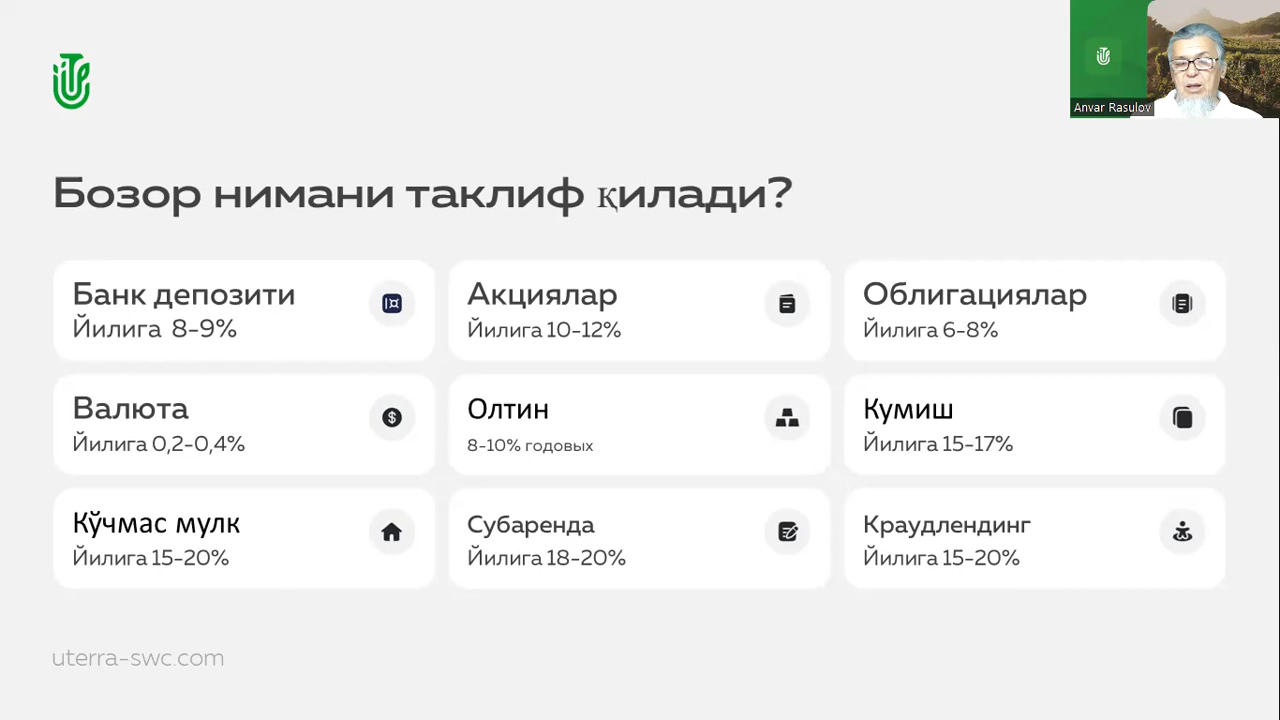 Anvar Rasulov
Бозор нимани таклиф қилади?
Банк депозити
Йилига 8-9%
Акциялар
Йилига 10-12%
Облигациялар
Йилига 6-8%
Валюта
Йилига 0,2-0,4%
Олтин
8-10% годовых
Кумиш
Йилига 15-17%
Кўчмас мулк
Йилига 15-20%
Субаренда
Йилига 18-20%
Краудлендинг
Йилига 15-20%
uterra-swc.com